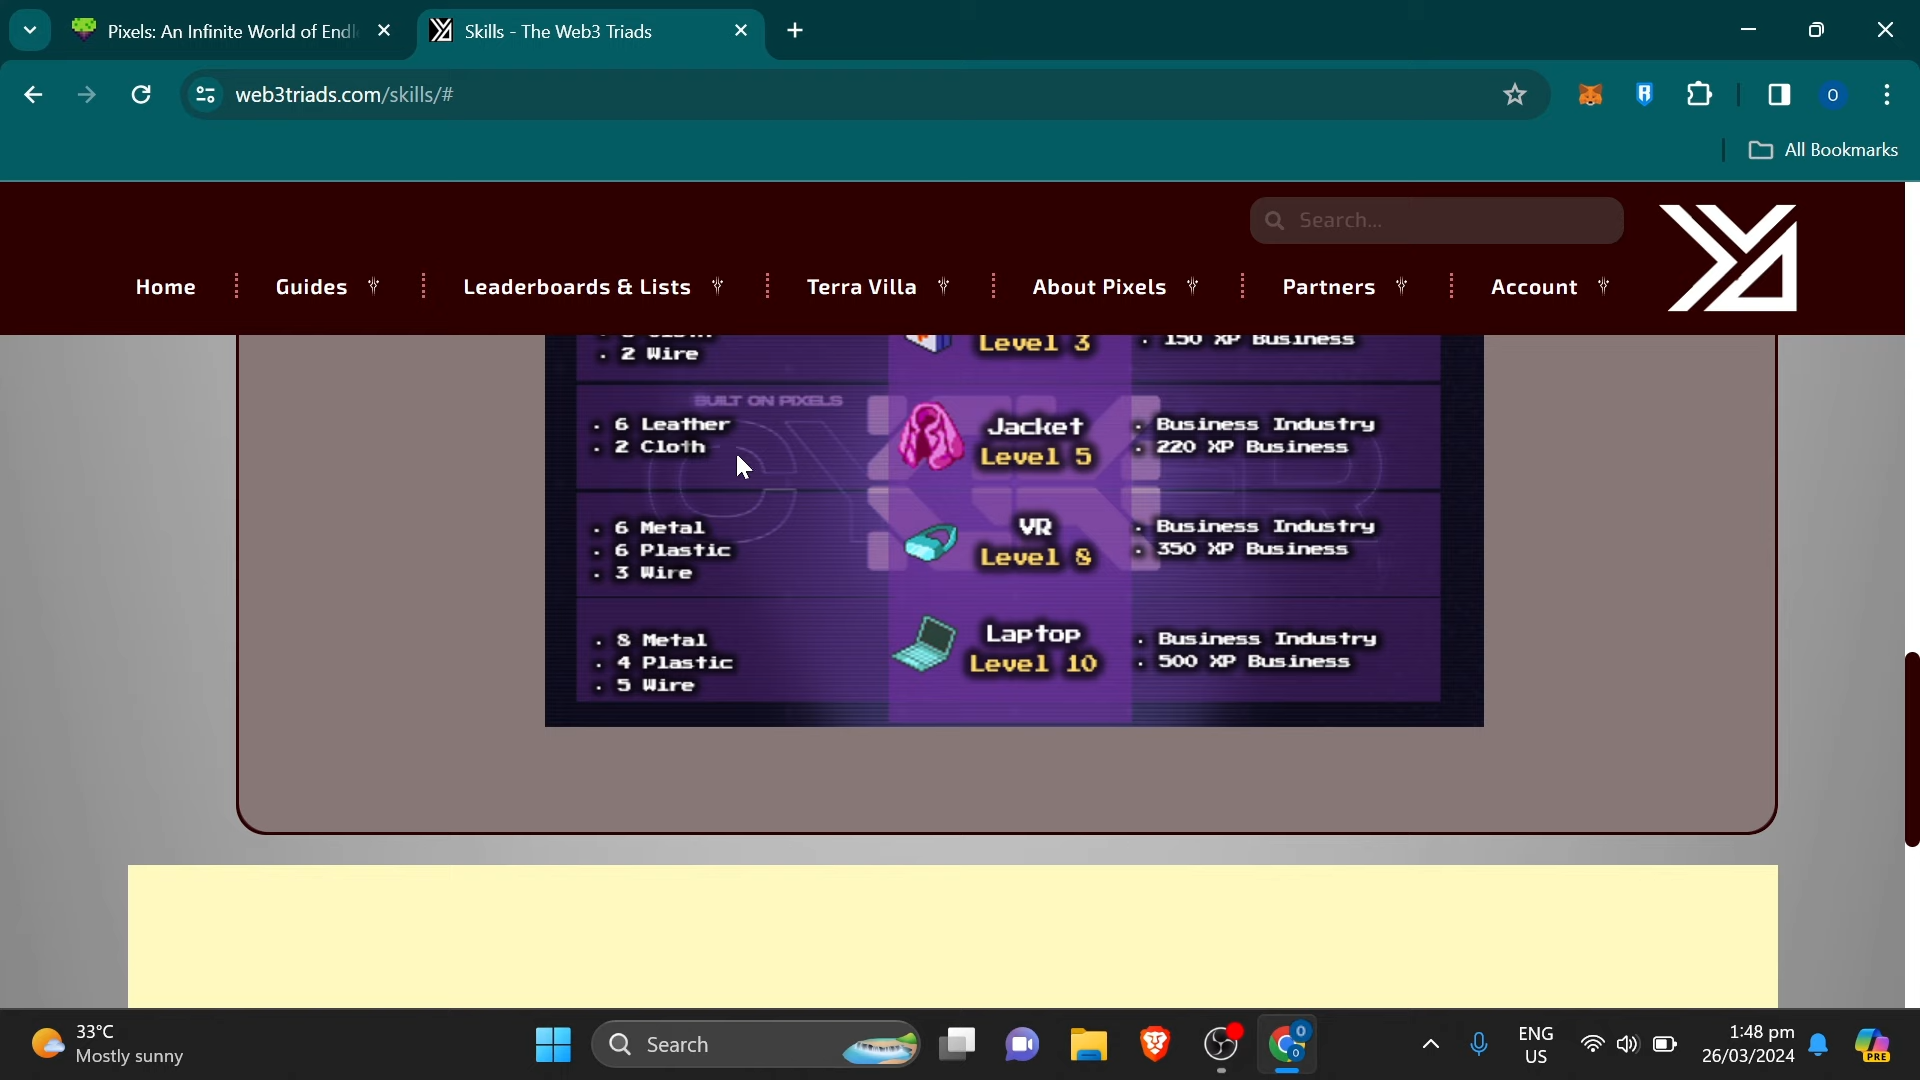 Pixels: An Infinite World of Endl
Skills - The Web3 Triads
web3triads.com/skills/#
O
All Bookmarks
Search...
Home
Guides
Leaderboards & Lists
Terra Villa
About Pixels
Partners
Account
. 2 Wire
Level 3
. 150 XP Business
BUILT ON PIXELS
. 6 Leather
. 2 Cloth
Jacket
Level 5
. Business Industry
. 220 XP Business
. 6 Metal
. 6 Plastic
. 3 Wire
VR
Level 8
. Business Industry
. 350 XP Business
. 8 Metal
. 4 Plastic
. 5 Wire
Laptop
Level 10
. Business Industry
. 500 XP Business
33°C
Mostly sunny
Search
ENG
US
1:48 pm
26/03/2024
PRE